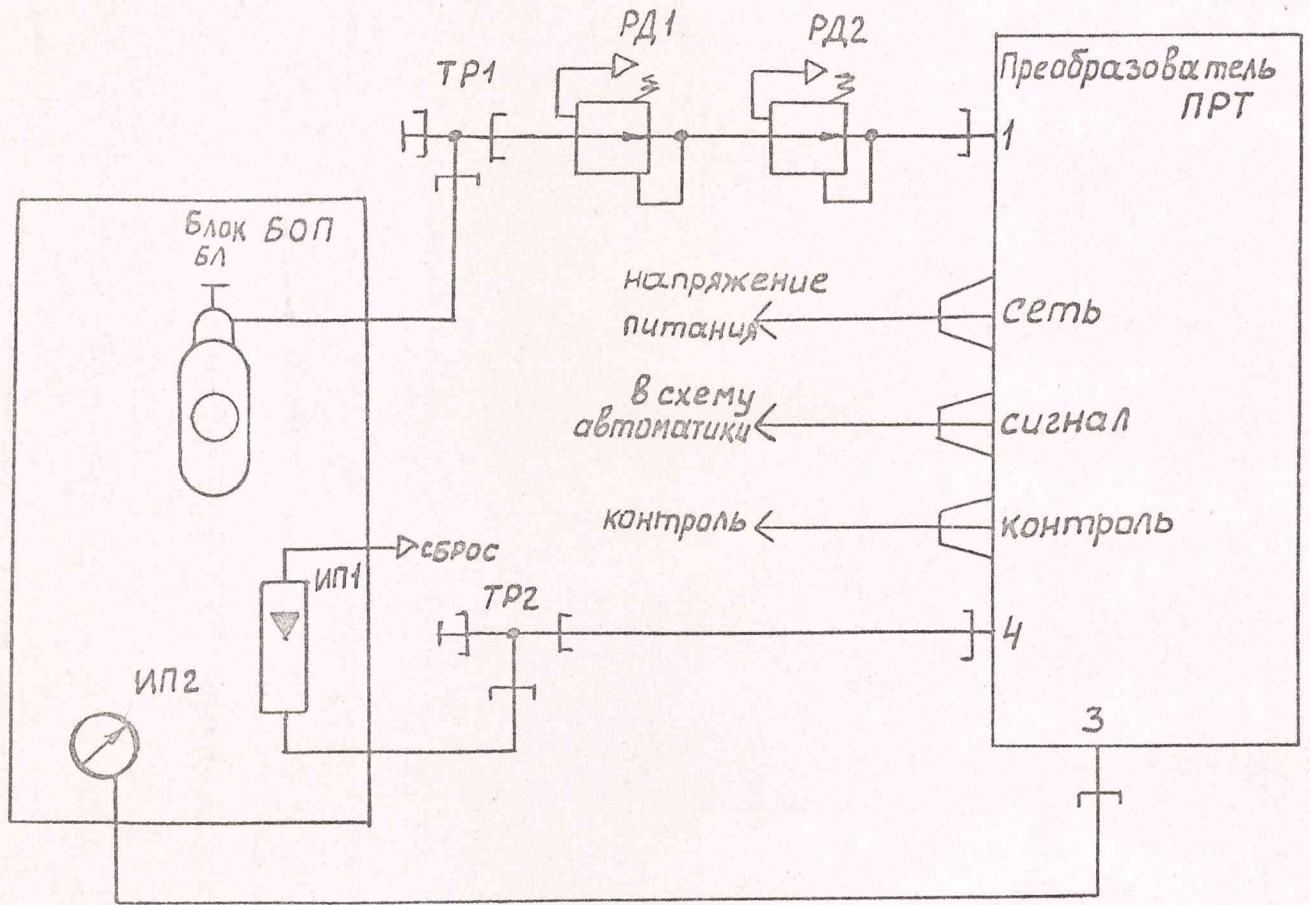 РД1
РД2
ТР1
Преобразователь
ПРТ
1
Блок БОП
БЛ
напряжение
питания
сеть
в схему
автоматики
сигнал
контроль
контроль
сброс
ИП1
ТР2
4
ИП2
3